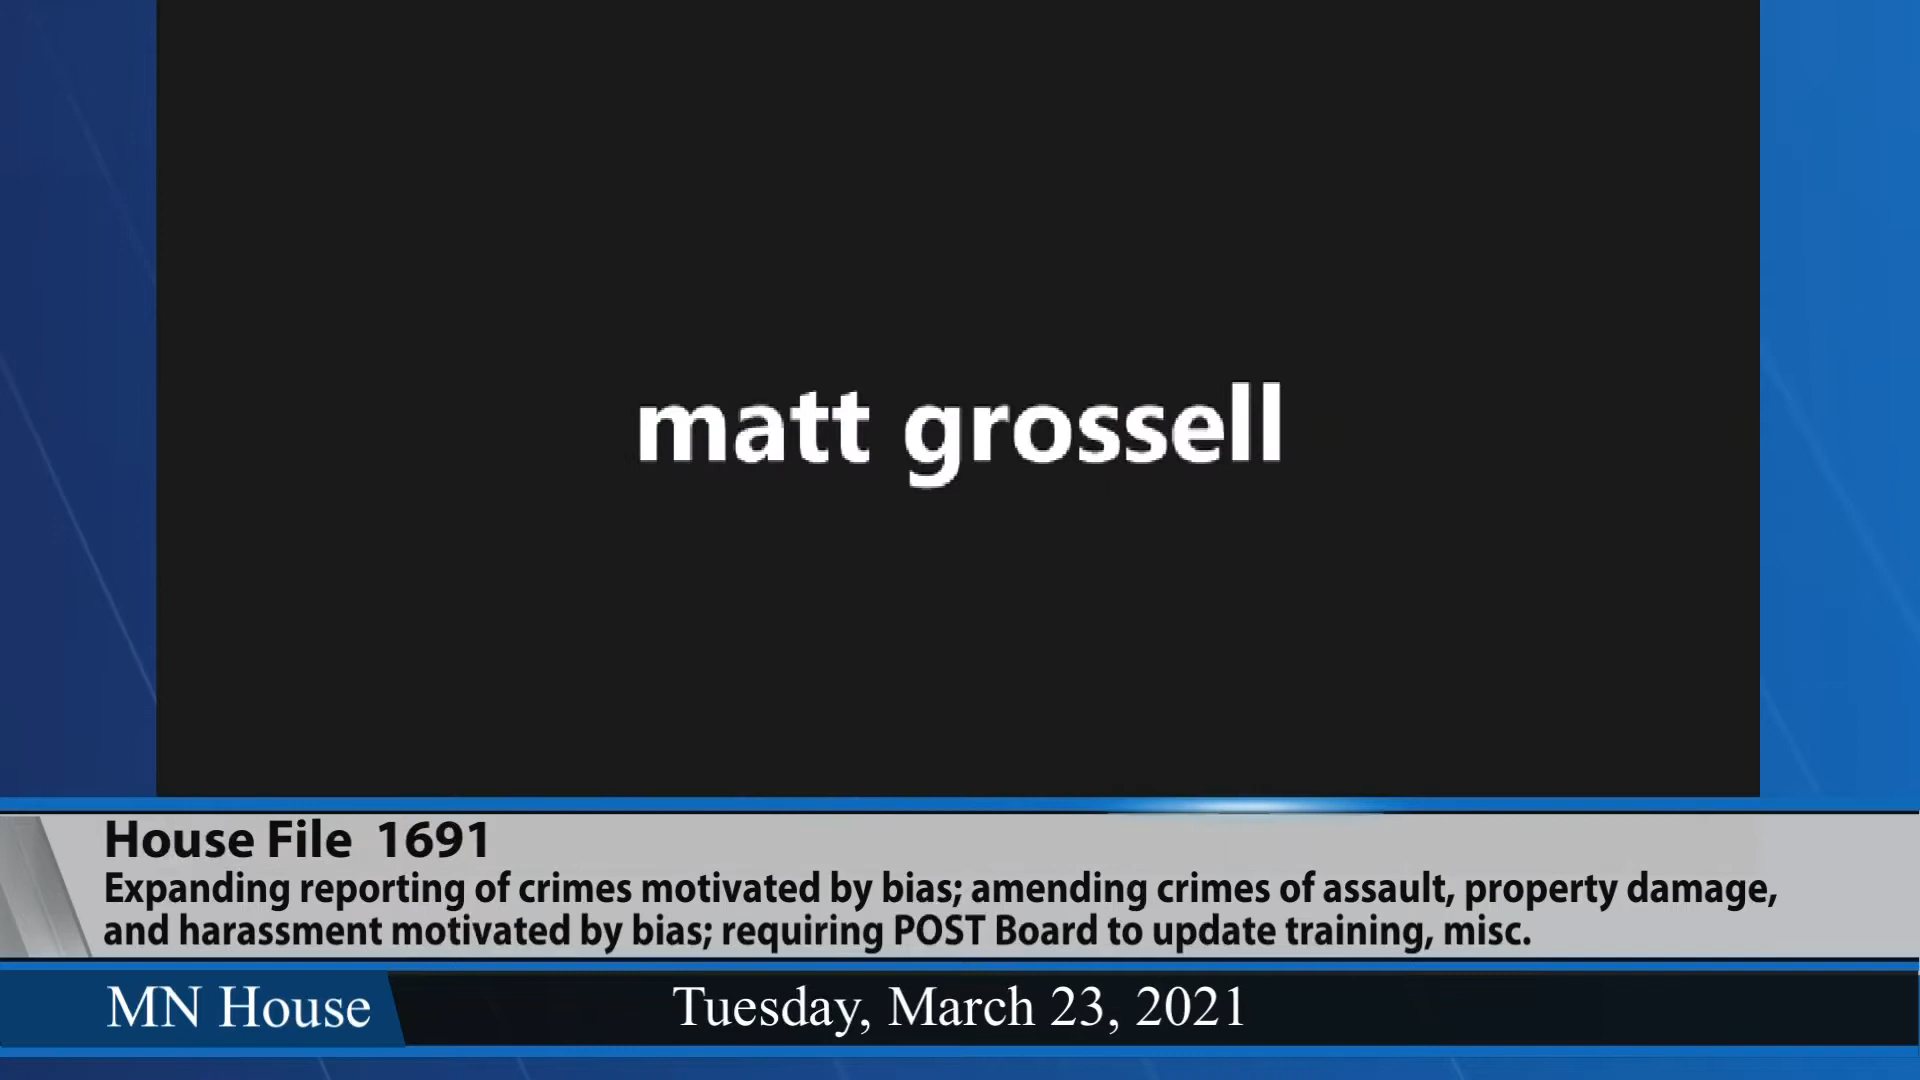 matt grossell
House File 1691
Expanding reporting of crimes motivated by bias; amending crimes of assault, property damage,
and harassment motivated by bias; requiring POST Board to update training, misc.
MN House
Tuesday, March 23, 2021